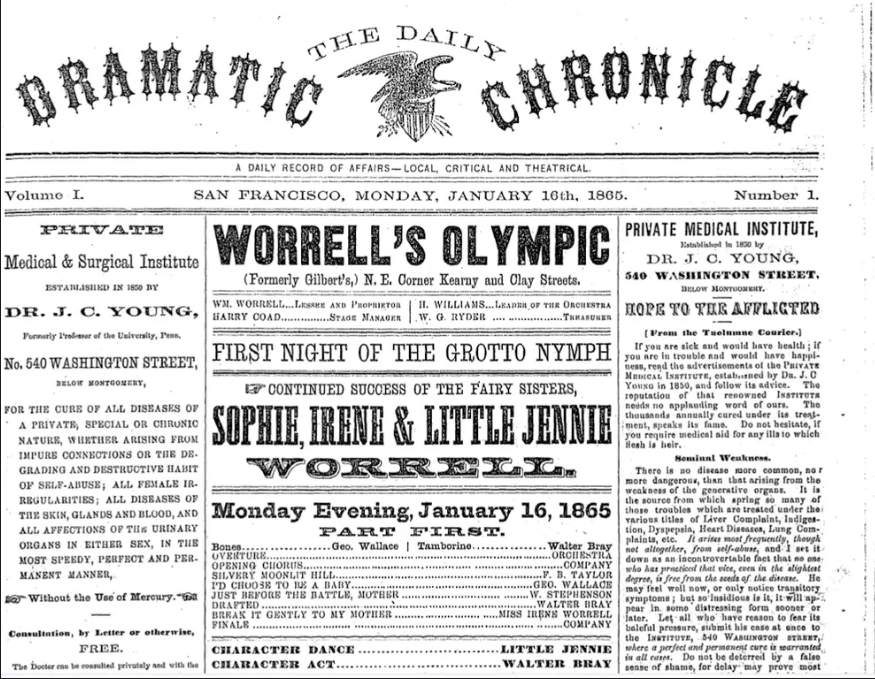 THE DAILY
DRAMATIC CHRONICLE
A DAILY RECORD OF AFFAIRS—LOCAL, CRITICAL AND THEATRICAL.
Volume I. SAN FRANCISCO, MONDAY, JANUARY 16th, 1865. Number 1.
PRIVATE
Medical & Surgical Institute
ESTABLISHED IN 1850 BY
DR. J. C. YOUNG,
Formerly Professor of the University, Penn.
No. 540 WASHINGTON STREET,
BELOW MONTGOMERY,
FOR THE CURE OF ALL DISEASES OF
A PRIVATE, SPECIAL OR CHRONIC
NATURE, WHETHER ARISING FROM
IMPURE CONNECTIONS OR THE DE-
GRADING AND DESTRUCTIVE HABIT
OF SELF-ABUSE; ALL FEMALE IR-
REGULARITIES; ALL DISEASES OF
THE SKIN, GLANDS AND BLOOD, AND
ALL AFFECTIONS OF THE URINARY
ORGANS IN EITHER SEX, IN THE
MOST SPEEDY, PERFECT AND PER-
MANENT MANNER,
☞ Without the Use of Mercury. ☜
Consultation, by Letter or otherwise,
FREE.
The Doctor can be consulted privately and with the
WORRELL'S OLYMPIC
(Formerly Gilbert's,) N. E. Corner Kearny and Clay Streets.
WM. WORRELL...LESSEE AND PROPRIETOR | H. WILLIAMS...LEADER OF THE ORCHESTRA
HARRY COAD.............STAGE MANAGER | W. G. RYDER .................TREASURER
FIRST NIGHT OF THE GROTTO NYMPH
☞ CONTINUED SUCCESS OF THE FAIRY SISTERS,
SOPHIE, IRENE & LITTLE JENNIE
WORRELL.
Monday Evening, January 16, 1865
PART FIRST.
Bones..................Geo. Wallace | Tamborine...............Walter Bray
OVERTURE..................ORCHESTRA
OPENING CHORUS..................COMPANY
SILVERY MOONLIT HILL..................F. B. TAYLOR
I'D CHOOSE TO BE A BABY..................GEO. WALLACE
JUST BEFORE THE BATTLE, MOTHER..................W. STEPHENSON
DRAFTED..................WALTER BRAY
BREAK IT GENTLY TO MY MOTHER..................MISS IRENE WORRELL
FINALE..................COMPANY
CHARACTER DANCE..................LITTLE JENNIE
CHARACTER ACT..................WALTER BRAY
PRIVATE MEDICAL INSTITUTE,
Established in 1850 by
DR. J. C. YOUNG,
540 WASHINGTON STREET,
BELOW MONTGOMERY.
HOPE TO THE AFFLICTED
[From the Tuolumne Courier.]
If you are sick and would have health; if
you are in trouble and would have happi-
ness, read the advertisements of the PRIVATE
MEDICAL INSTITUTE, established by Dr. J. C
YOUNG in 1850, and follow its advice. The
reputation of that renowned INSTITUTE
needs no applauding word of ours. The
thousands annually cured under its treat-
ment, speaks its fame. Do not hesitate, if
you require medical aid for any ills to which
flesh is heir.
Seminal Weakness.
There is no disease more common, nor
more dangerous, than that arising from the
weakness of the generative organs. It is
the source from which spring so many of
those troubles which are treated under the
various titles of Liver Complaint, Indiges-
tion, Dyspepsia, Heart Diseases, Lung Com-
plaints, etc. It arises most frequently, though
not altogether, from self-abuse, and I set it
down as an incontrovertable fact that no one
who has practiced that vice, even in the slightest
degree, is free from the seeds of the disease. He
may feel well now, or only notice transitory
symptoms; but so insidious is it, it will ap-
pear in some distressing form sooner or
later. Let all who have reason to fear its
baleful pressure, submit his case at once to
the INSTITUTE, 540 WASHINGTON STREET,
where a perfect and permanent cure is warranted
in all cases. Do not be deterred by a false
sense of shame, for delay may prove most